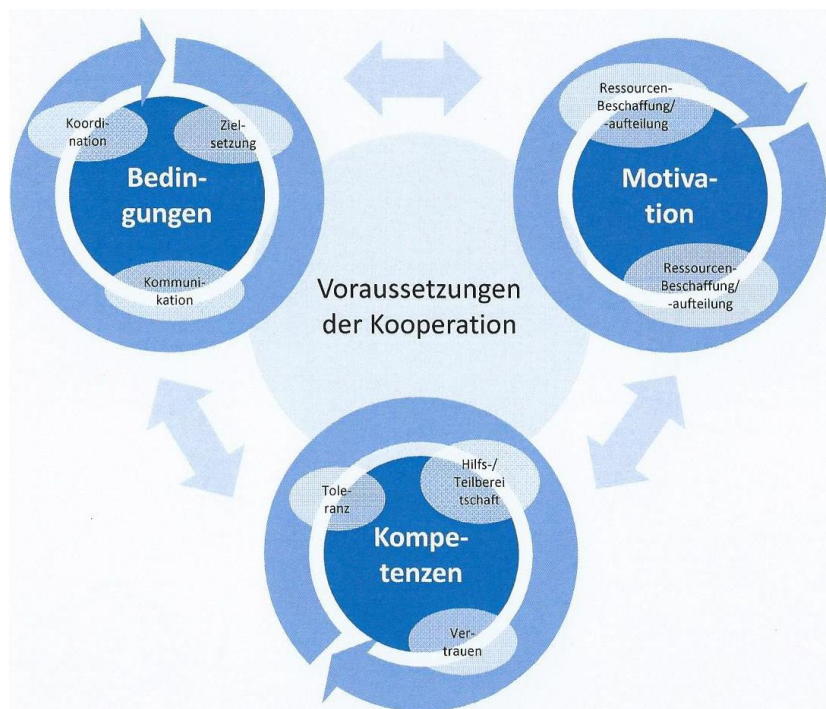 Koordi-
nation
Ziel-
setzung
Bedin-
gungen
Kommuni-
kation
Ressourcen-
Beschaffung/
-aufteilung
Motiva-
tion
Ressourcen-
Beschaffung/
-aufteilung
Voraussetzungen
der Kooperation
Tole-
ranz
Hilfs-/
Teilberei
tschaft
Kompe-
tenzen
Ver-
trauen